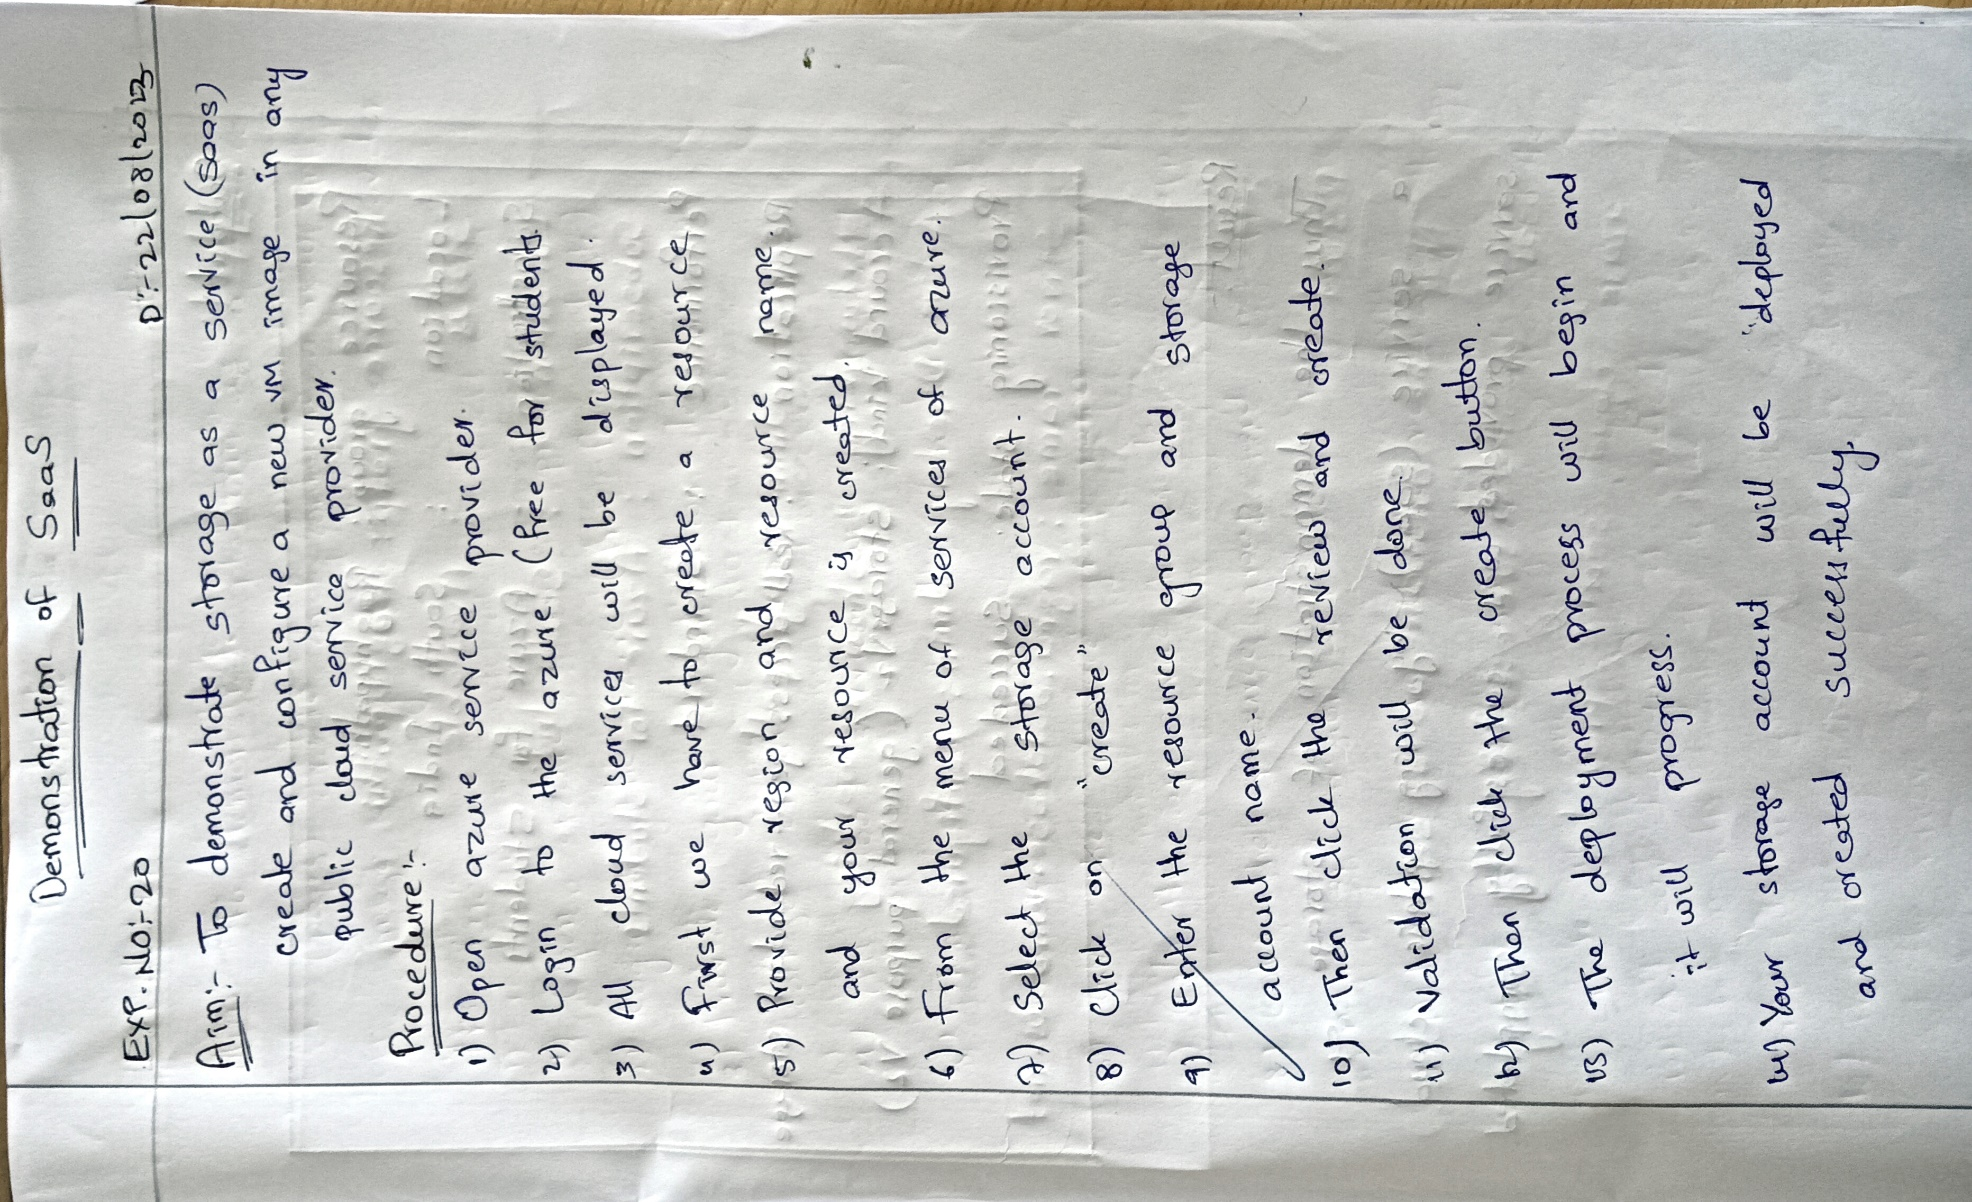 Demonstration of SaaS
EXP. NO:- 20 D:- 22/08/2023
Aim:- To demonstrate storage as a service (saas)
create and configure a new VM image in any
public cloud service provider.
Procedure:-
1) Open azure service provider.
2) Login to the azure (free for students.
3) All cloud services will be displayed.
4) First we have to create a resource.
5) Provide region and resource name.
and your resource is created.
6) From the menu of services of azure.
7) Select the storage account.
8) Click on "create"
9) Enter the resource group and storage
account name.
10) Then click the review and create.
11) Validation will be done.
12) Then click the create button.
13) The deployment process will begin and
it will progress.
14) Your storage account will be "deployed
and created successfully.